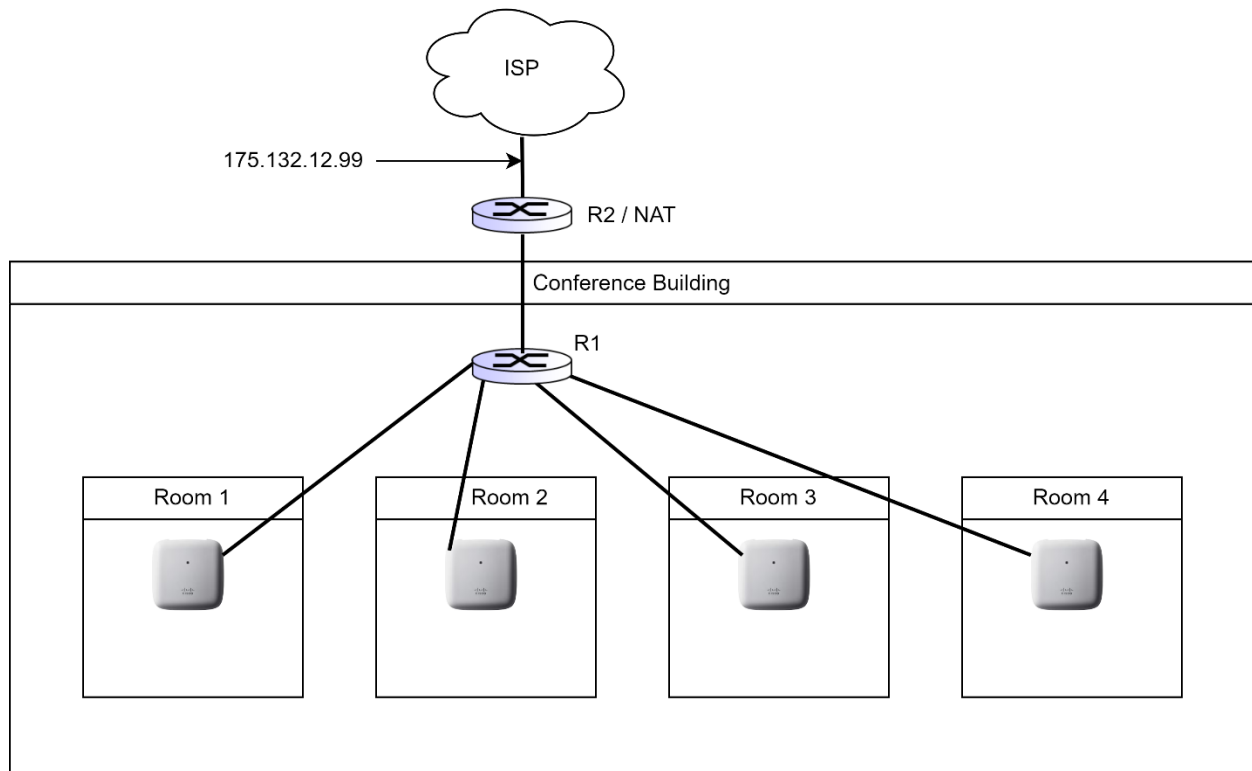 ISP
175.132.12.99
R2 / NAT
Conference Building
R1
Room 1
Room 2
Room 3
Room 4